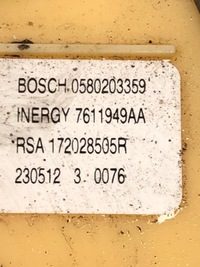 BOSCH 0580203359
INERGY 7611949AA
RSA 172028505R
230512 3 0076